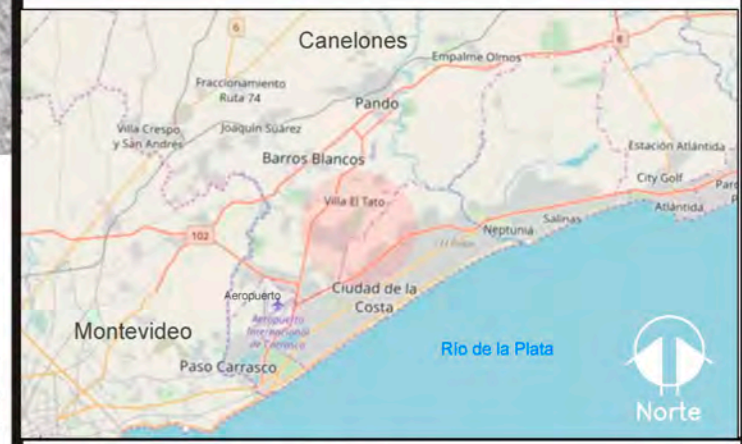 6
Canelones
8
Empalme Olmos
Fraccionamiento
Ruta 74
Pando
Villa Crespo
y San Andrés
Joaquín Suárez
Estación Atlántida
Barros Blancos
City Golf
Villa El Tato
Atlántida
Salinas
102
Neptunia
Aeropuerto
Ciudad de la
Costa
Aeropuerto
Internacional
de Carrasco
Montevideo
Río de la Plata
Paso Carrasco
Norte